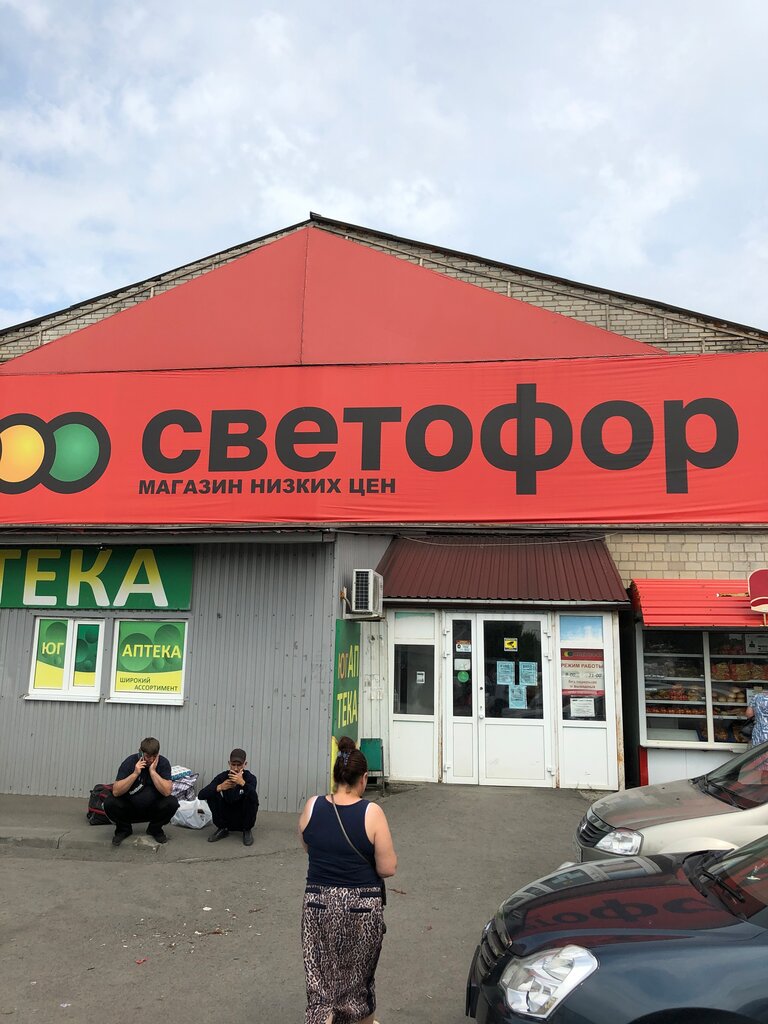 светофор
МАГАЗИН НИЗКИХ ЦЕН
ТЕКА
ЮГ
АПТЕКА
ШИРОКИЙ
АССОРТИМЕНТ
ЮГ АП
ТЕКА
РЕЖИМ РАБОТЫ